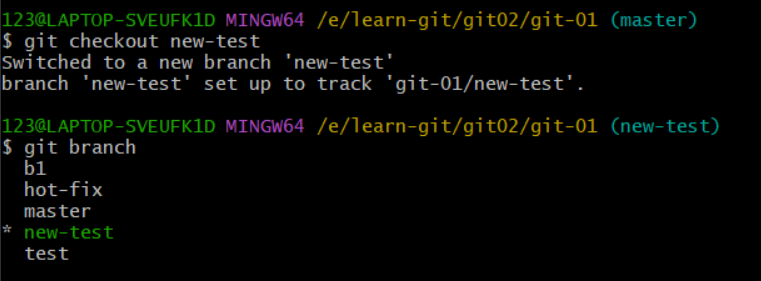 123@LAPTOP-SVEUFK1D MINGW64 /e/learn-git/git02/git-01 (master)
$ git checkout new-test
Switched to a new branch 'new-test'
branch 'new-test' set up to track 'git-01/new-test'.
123@LAPTOP-SVEUFK1D MINGW64 /e/learn-git/git02/git-01 (new-test)
$ git branch
b1
hot-fix
master
* new-test
test